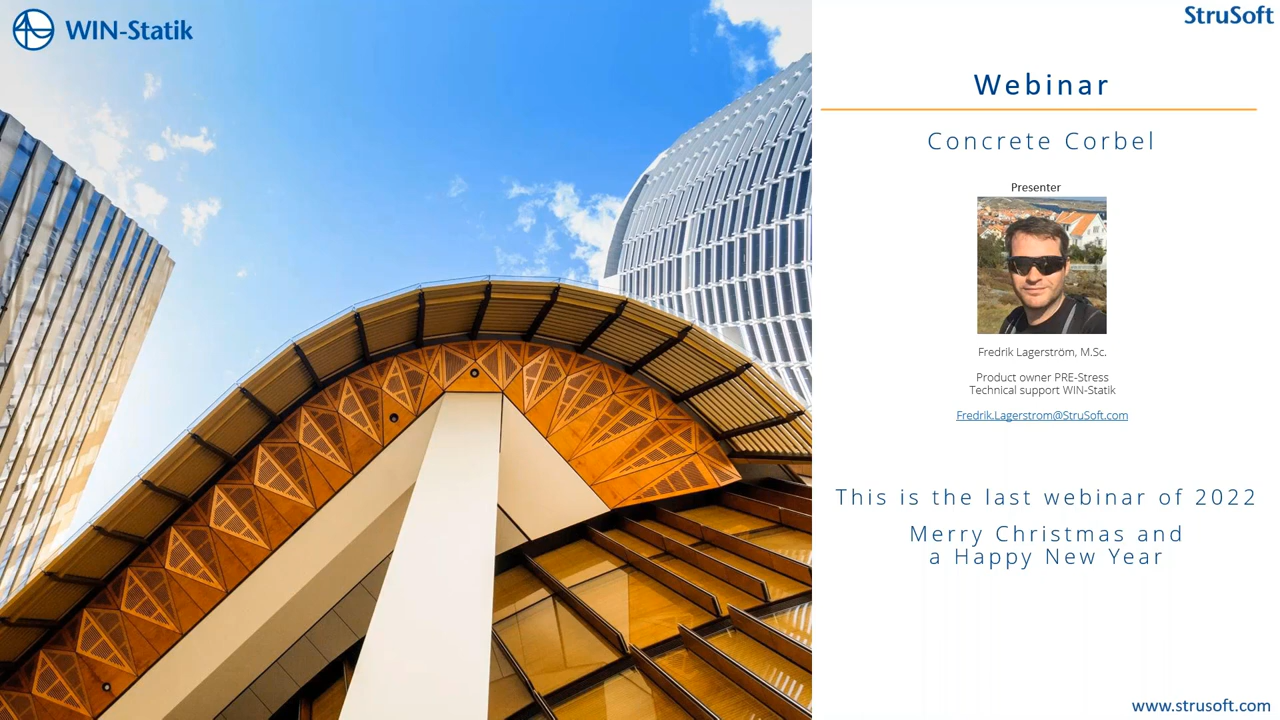 WIN-Statik
StruSoft
Webinar
Concrete Corbel
Presenter
Fredrik Lagerström, M.Sc.
Product owner PRE-Stress
Technical support WIN-Statik
Fredrik.Lagerstrom@StruSoft.com
This is the last webinar of 2022
Merry Christmas and
a Happy New Year
www.strusoft.com